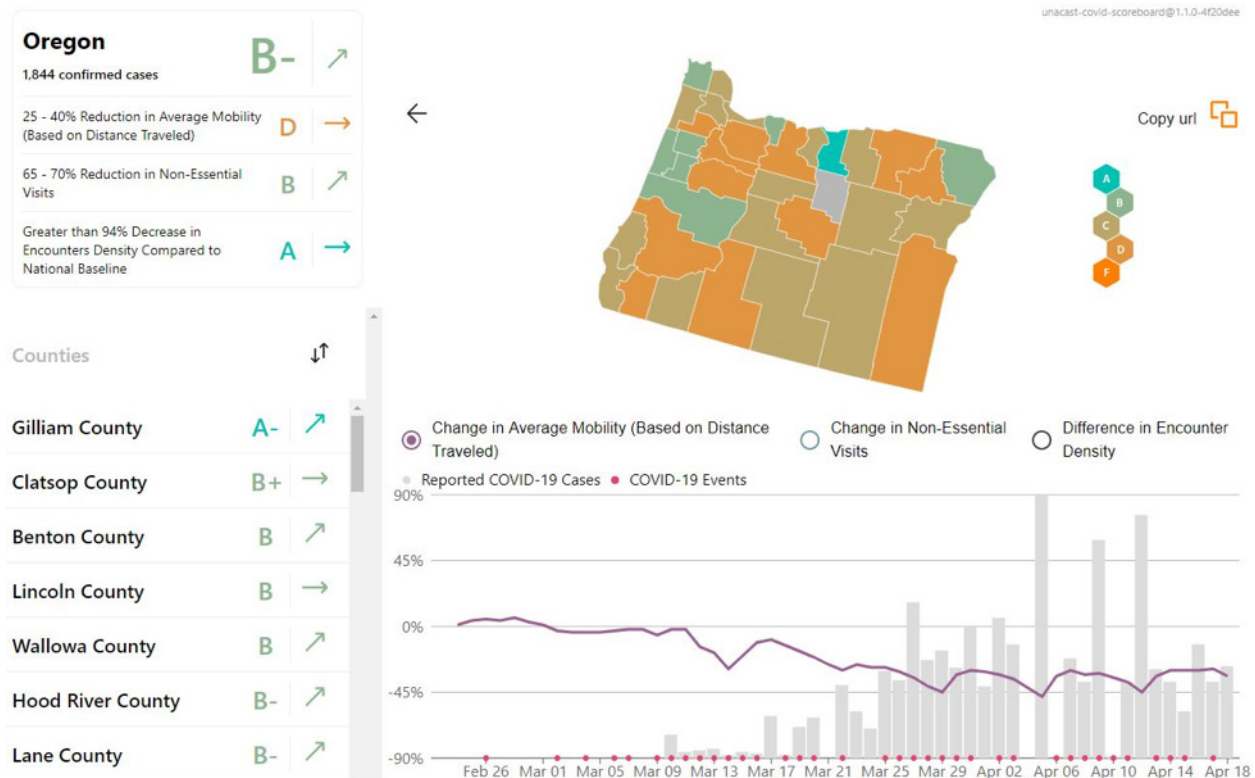 unacast-covid-scoreboard@1.1.0-4f20dee
Oregon
B-
1,844 confirmed cases
25 - 40% Reduction in Average Mobility
(Based on Distance Traveled)
D
65 - 70% Reduction in Non-Essential
Visits
B
Greater than 94% Decrease in
Encounters Density Compared to
National Baseline
A
Copy url
A
B
C
D
F
Counties
Gilliam County A-
Clatsop County B+
Benton County B
Lincoln County B
Wallowa County B
Hood River County B-
Lane County B-
Change in Average Mobility (Based on Distance
Traveled)
Change in Non-Essential
Visits
Difference in Encounter
Density
Reported COVID-19 Cases COVID-19 Events
90%
45%
0%
-45%
-90%
Feb 26 Mar 01 Mar 05 Mar 09 Mar 13 Mar 17 Mar 21 Mar 25 Mar 29 Apr 02 Apr 06 Apr 10 Apr 14 Apr 18